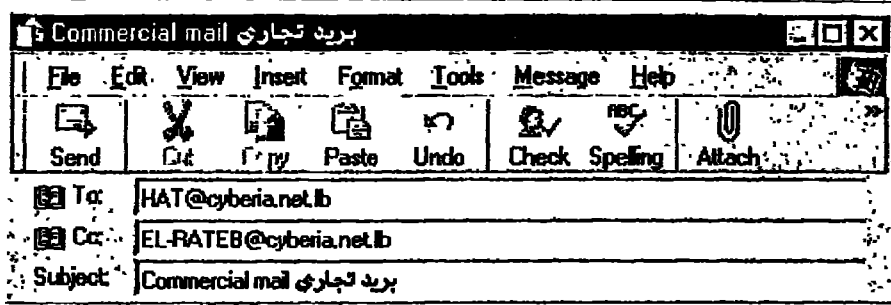 Commercial mail بريد تجاري
File Edit View Insert Format Tools Message Help
Send Cut Copy Paste Undo Check Spelling Attach »
To: HAT@cyberia.net.lb
Cc: EL-RATEB@cyberia.net.lb
Subject: Commercial mail بريد تجاري